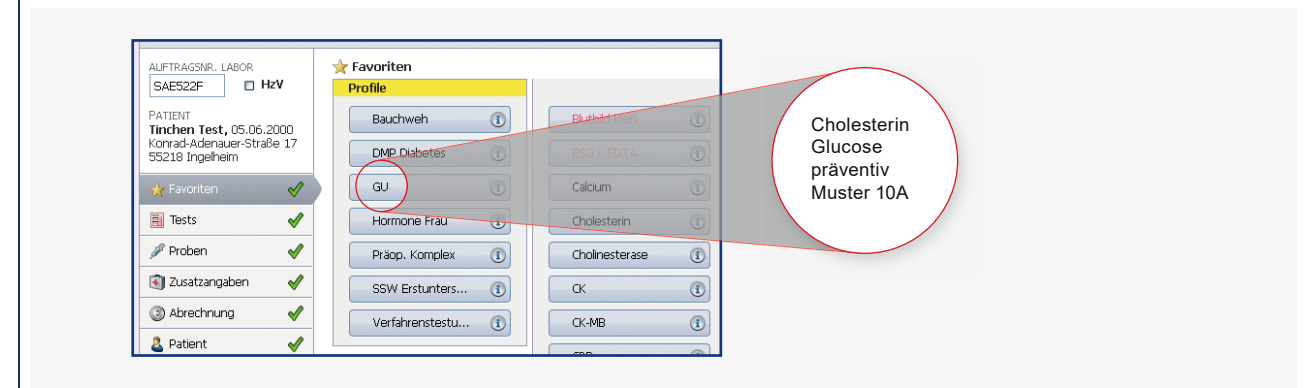 AUFTRAGSNR. LABOR
SAE522F
HzV
PATIENT
Tinchen Test, 05.06.2000
Konrad-Adenauer-Straße 17
55218 Ingelheim
Favoriten
Tests
Proben
Zusatzangaben
Abrechnung
Patient
Favoriten
Profile
Bauchweh
DMP Diabetes
GU
Hormone Frau
Präop. Komplex
SSW Erstunters...
Verfahrenstestu...
Blutbild klein
BSG i. EDTA
Calcium
Cholesterin
Cholinesterase
CK
CK-MB
Cholesterin
Glucose
präventiv
Muster 10A